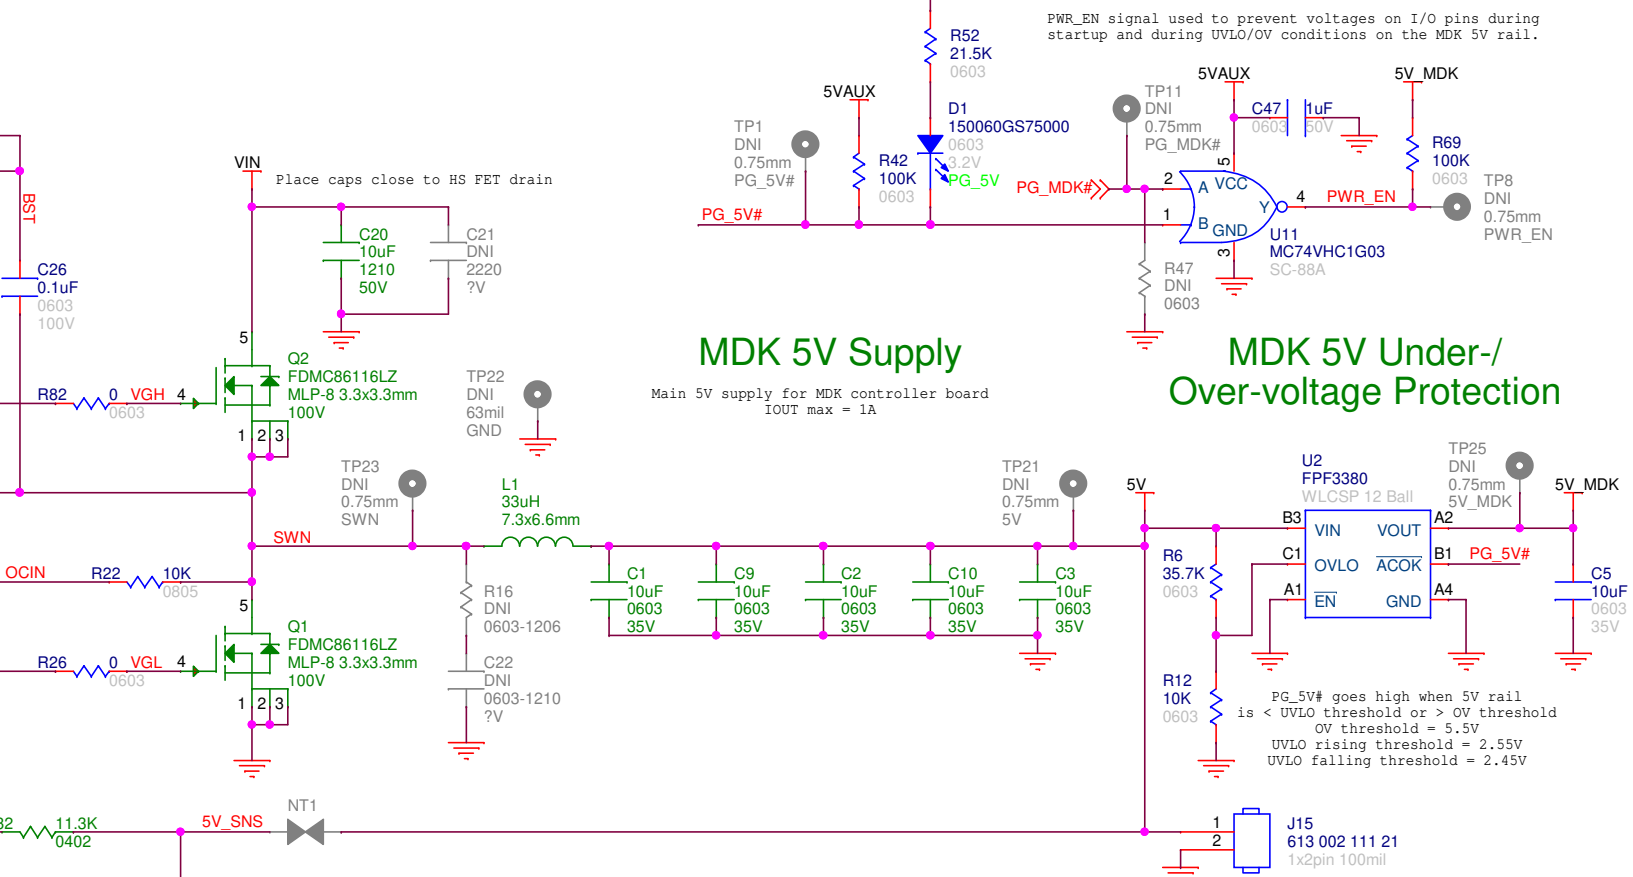 PWR_EN signal used to prevent voltages on I/O pins during
startup and during UVLO/OV conditions on the MDK 5V rail.
R52
21.5K
0603
5VAUX
D1
150060GS75000
0603
3.2V
PG_5V
TP1
DNI
0.75mm
PG_5V#
R42
100K
0603
PG_5V#
TP11
DNI
0.75mm
PG_MDK#
PG_MDK#
5VAUX
C47
0603
1uF
50V
5V_MDK
R69
100K
0603
2
1
A
B
VCC
GND
Y
5
3
4
PWR_EN
U11
MC74VHC1G03
SC-88A
TP8
DNI
0.75mm
PWR_EN
R47
DNI
0603
VIN
Place caps close to HS FET drain
BST
C20
10uF
1210
50V
C21
DNI
2220
?V
C26
0.1uF
0603
100V
5
Q2
FDMC86116LZ
MLP-8 3.3x3.3mm
100V
R82
0
0603
VGH
4
1
2
3
TP22
DNI
63mil
GND
MDK 5V Supply
Main 5V supply for MDK controller board
IOUT max = 1A
MDK 5V Under-/
Over-voltage Protection
TP23
DNI
0.75mm
SWN
SWN
L1
33uH
7.3x6.6mm
TP21
DNI
0.75mm
5V
5V
OCIN
R22
10K
0805
5
Q1
FDMC86116LZ
MLP-8 3.3x3.3mm
100V
R26
0
0603
VGL
4
1
2
3
R16
DNI
0603-1206
C22
DNI
0603-1210
?V
C1
10uF
0603
35V
C9
10uF
0603
35V
C2
10uF
0603
35V
C10
10uF
0603
35V
C3
10uF
0603
35V
U2
FPF3380
WLCSP 12 Ball
B3
VIN
VOUT
A2
C1
OVLO
ACOK
B1
A1
EN
GND
A4
PG_5V#
TP25
DNI
0.75mm
5V_MDK
5V_MDK
C5
10uF
0603
35V
R6
35.7K
0603
R12
10K
0603
PG_5V# goes high when 5V rail
is < UVLO threshold or > OV threshold
OV threshold = 5.5V
UVLO rising threshold = 2.55V
UVLO falling threshold = 2.45V
32
11.3K
0402
5V_SNS
NT1
1
2
J15
613 002 111 21
1x2pin 100mil